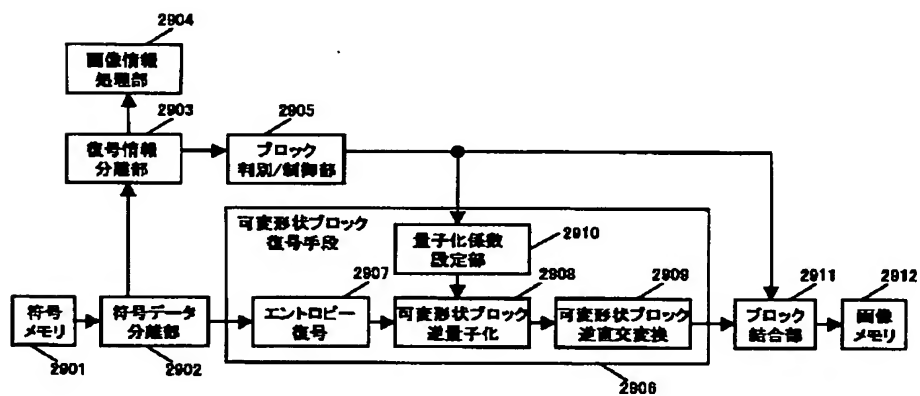 2904
画像情報
処理部
2903
2905
復号情報
分離部
ブロック
判別/制御部
可変形状ブロック
復号手段
量子化係数
設定部
2910
2907
2908
2909
2911
2912
符号
メモリ
符号データ
分離部
エントロピー
復号
可変形状ブロック
逆量子化
可変形状ブロック
逆直交変換
ブロック
結合部
画像
メモリ
2901
2902
2906